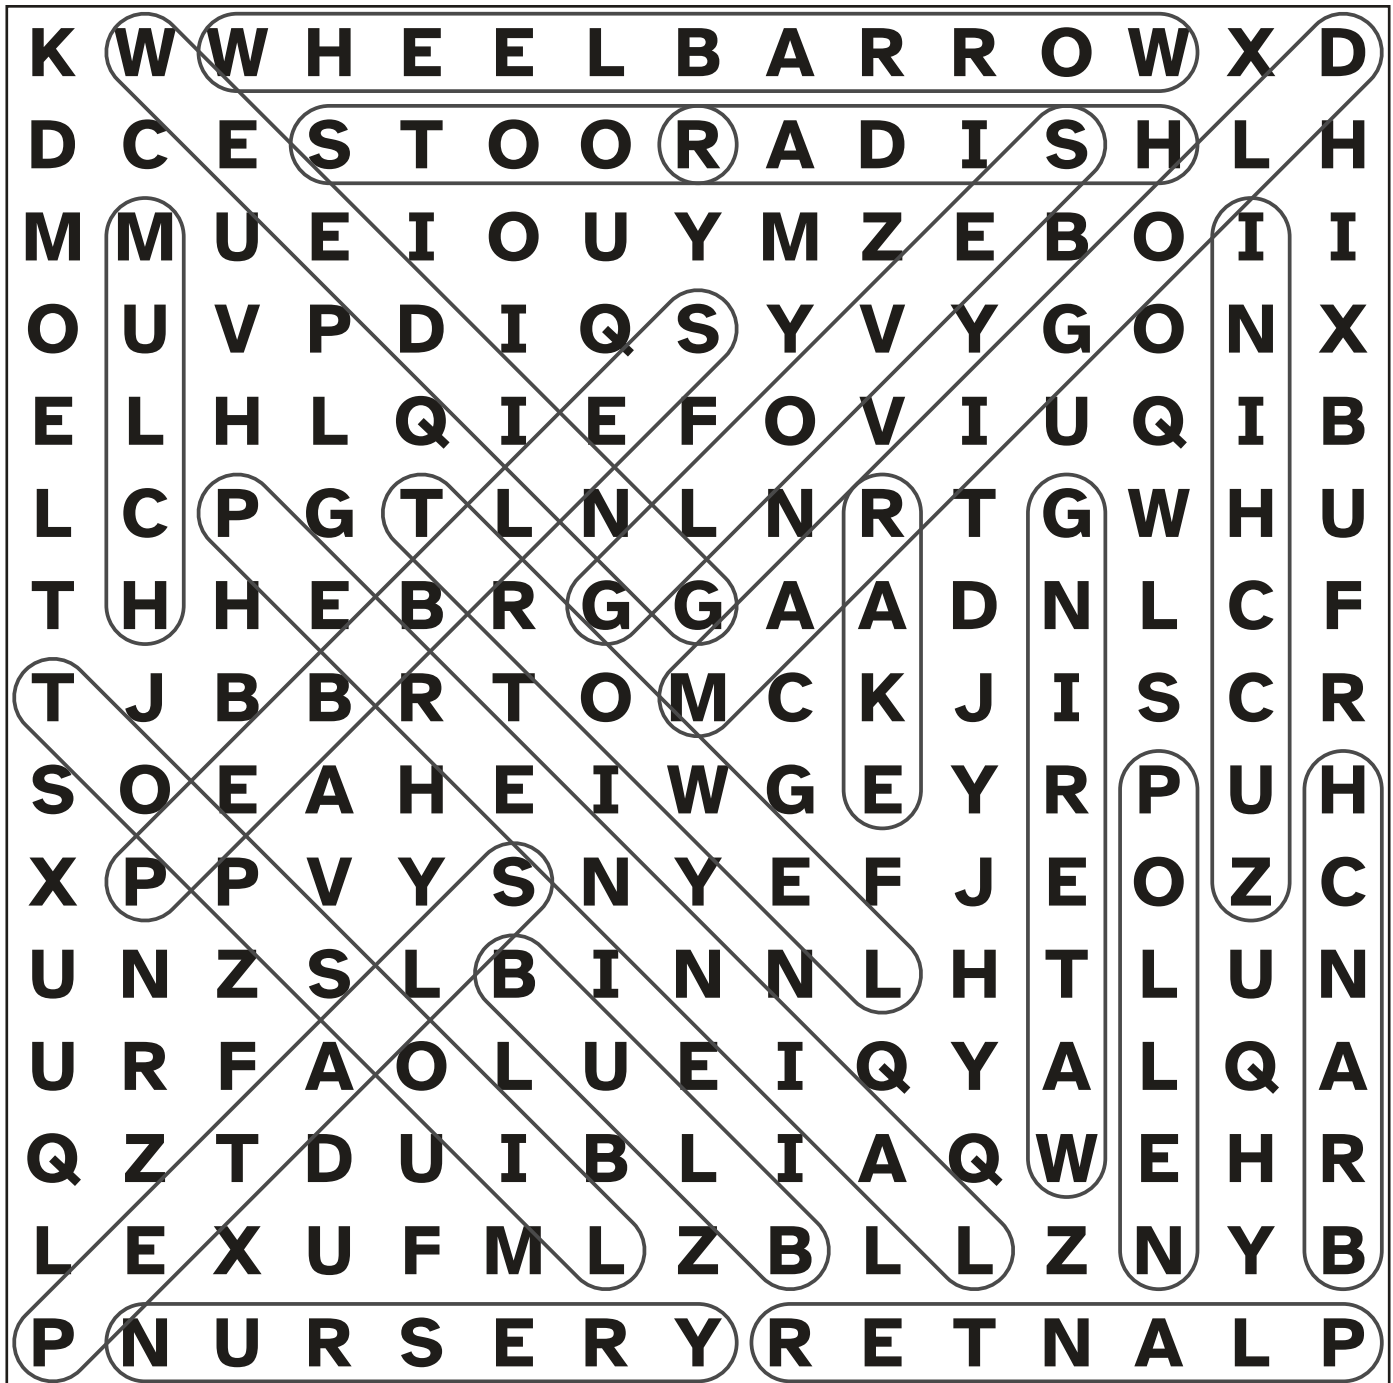 K W W H E E L B A R R O W X D
D C E S T O O R A D I S H L H
M M U E I O U Y M Z E B O I I
O U V P D I Q S Y V Y G O N X
E L H L Q I E F O V I U Q I B
L C P G T L N L N R T G W H U
T H H E B R G G A A D N L C F
T J B B R T O M C K J I S C R
S O E A H E I W G E Y R P U H
X P P V Y S N Y E F J E O Z C
U N Z S L B I N N L H T L U N
U R F A O L U E I Q Y A L Q A
Q Z T D U I B L I A Q W E H R
L E X U F M L Z B L L Z N Y B
P N U R S E R Y R E T N A L P